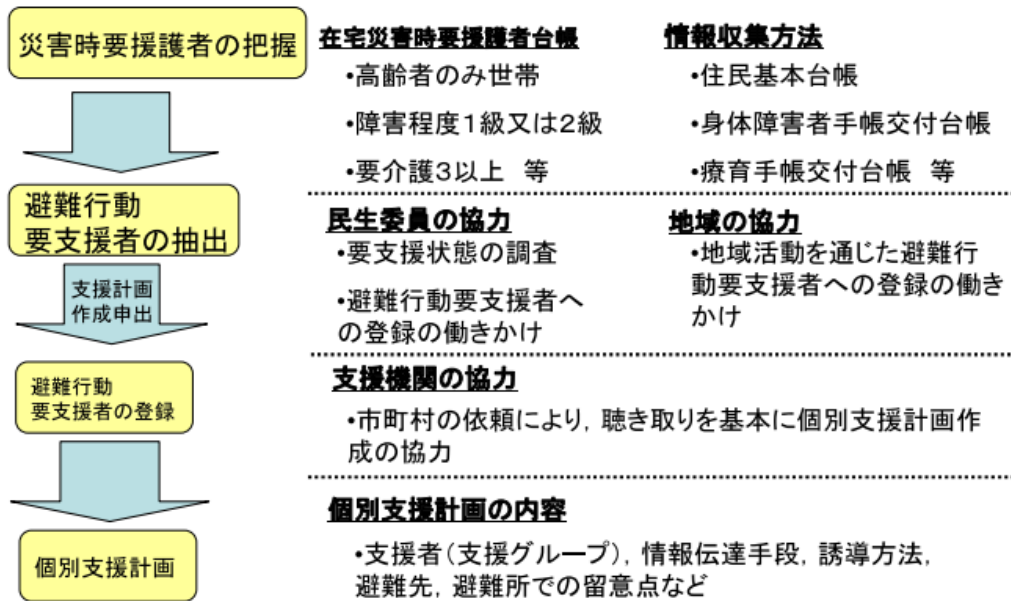 災害時要援護者の把握
在宅災害時要援護者台帳
・高齢者のみ世帯
・障害程度1級又は2級
・要介護3以上 等
情報収集方法
・住民基本台帳
・身体障害者手帳交付台帳
・療育手帳交付台帳 等
避難行動
要支援者の抽出
民生委員の協力
・要支援状態の調査
・避難行動要支援者へ
の登録の働きかけ
地域の協力
・地域活動を通じた避難行
動要支援者への登録の働き
かけ
支援計画
作成申出
避難行動
要支援者の登録
支援機関の協力
・市町村の依頼により，聴き取りを基本に個別支援計画作
成の協力
個別支援計画
個別支援計画の内容
・支援者（支援グループ），情報伝達手段，誘導方法，
避難先，避難所での留意点など